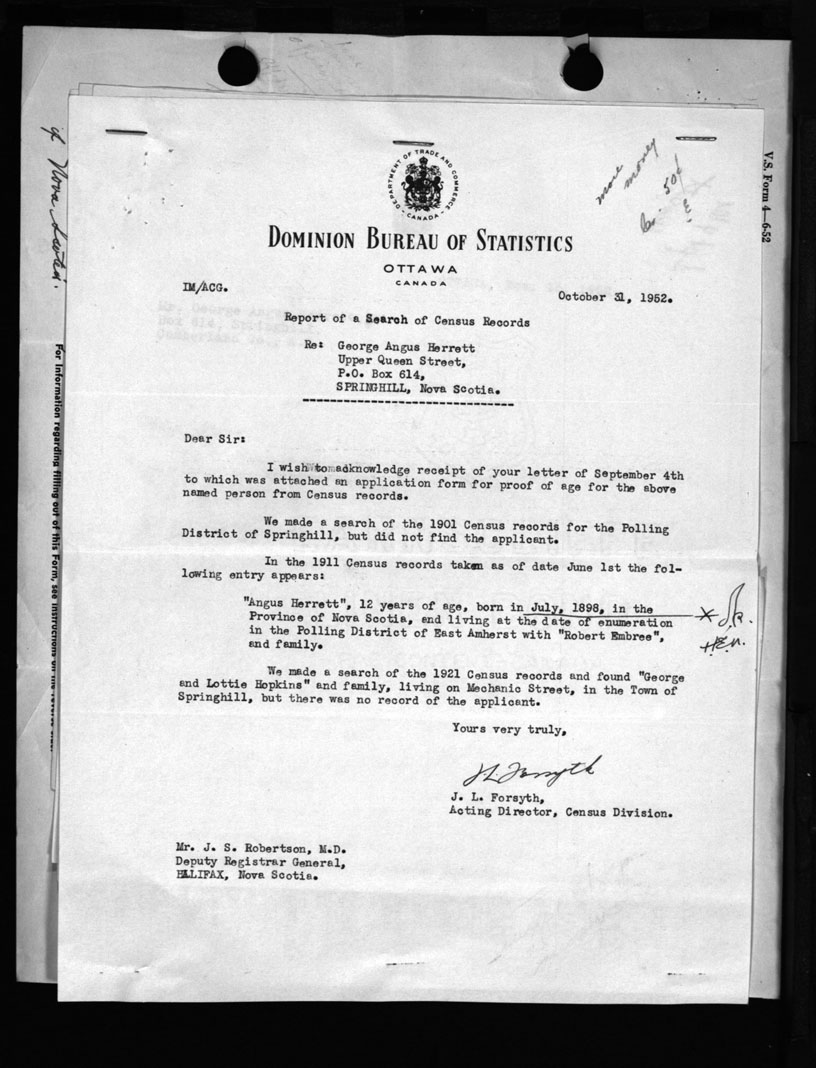 more
money
50¢
V.S. Form 4—6-52
of Nova Scotia.
For information regarding filling out of this Form, see instructions on the reverse
DEPARTMENT OF TRADE AND COMMERCE
- CANADA -
DOMINION BUREAU OF STATISTICS
OTTAWA
CANADA
IM/ACG.
October 31, 1952.
Report of a Search of Census Records
Re: George Angus Herrett
Upper Queen Street,
P.O. Box 614,
SPRINGHILL, Nova Scotia.
Dear Sir:
I wish to acknowledge receipt of your letter of September 4th
to which was attached an application form for proof of age for the above
named person from Census records.
We made a search of the 1901 Census records for the Polling
District of Springhill, but did not find the applicant.
In the 1911 Census records taken as of date June 1st the fol-
lowing entry appears:
"Angus Herrett", 12 years of age, born in July, 1898, in the
Province of Nova Scotia, and living at the date of enumeration
in the Polling District of East Amherst with "Robert Embree",
and family.
We made a search of the 1921 Census records and found "George
and Lottie Hopkins" and family, living on Mechanic Street, in the Town of
Springhill, but there was no record of the applicant.
Yours very truly,
J L Forsyth
J. L. Forsyth,
Acting Director, Census Division.
Mr. J. S. Robertson, M.D.
Deputy Registrar General,
HALIFAX, Nova Scotia.